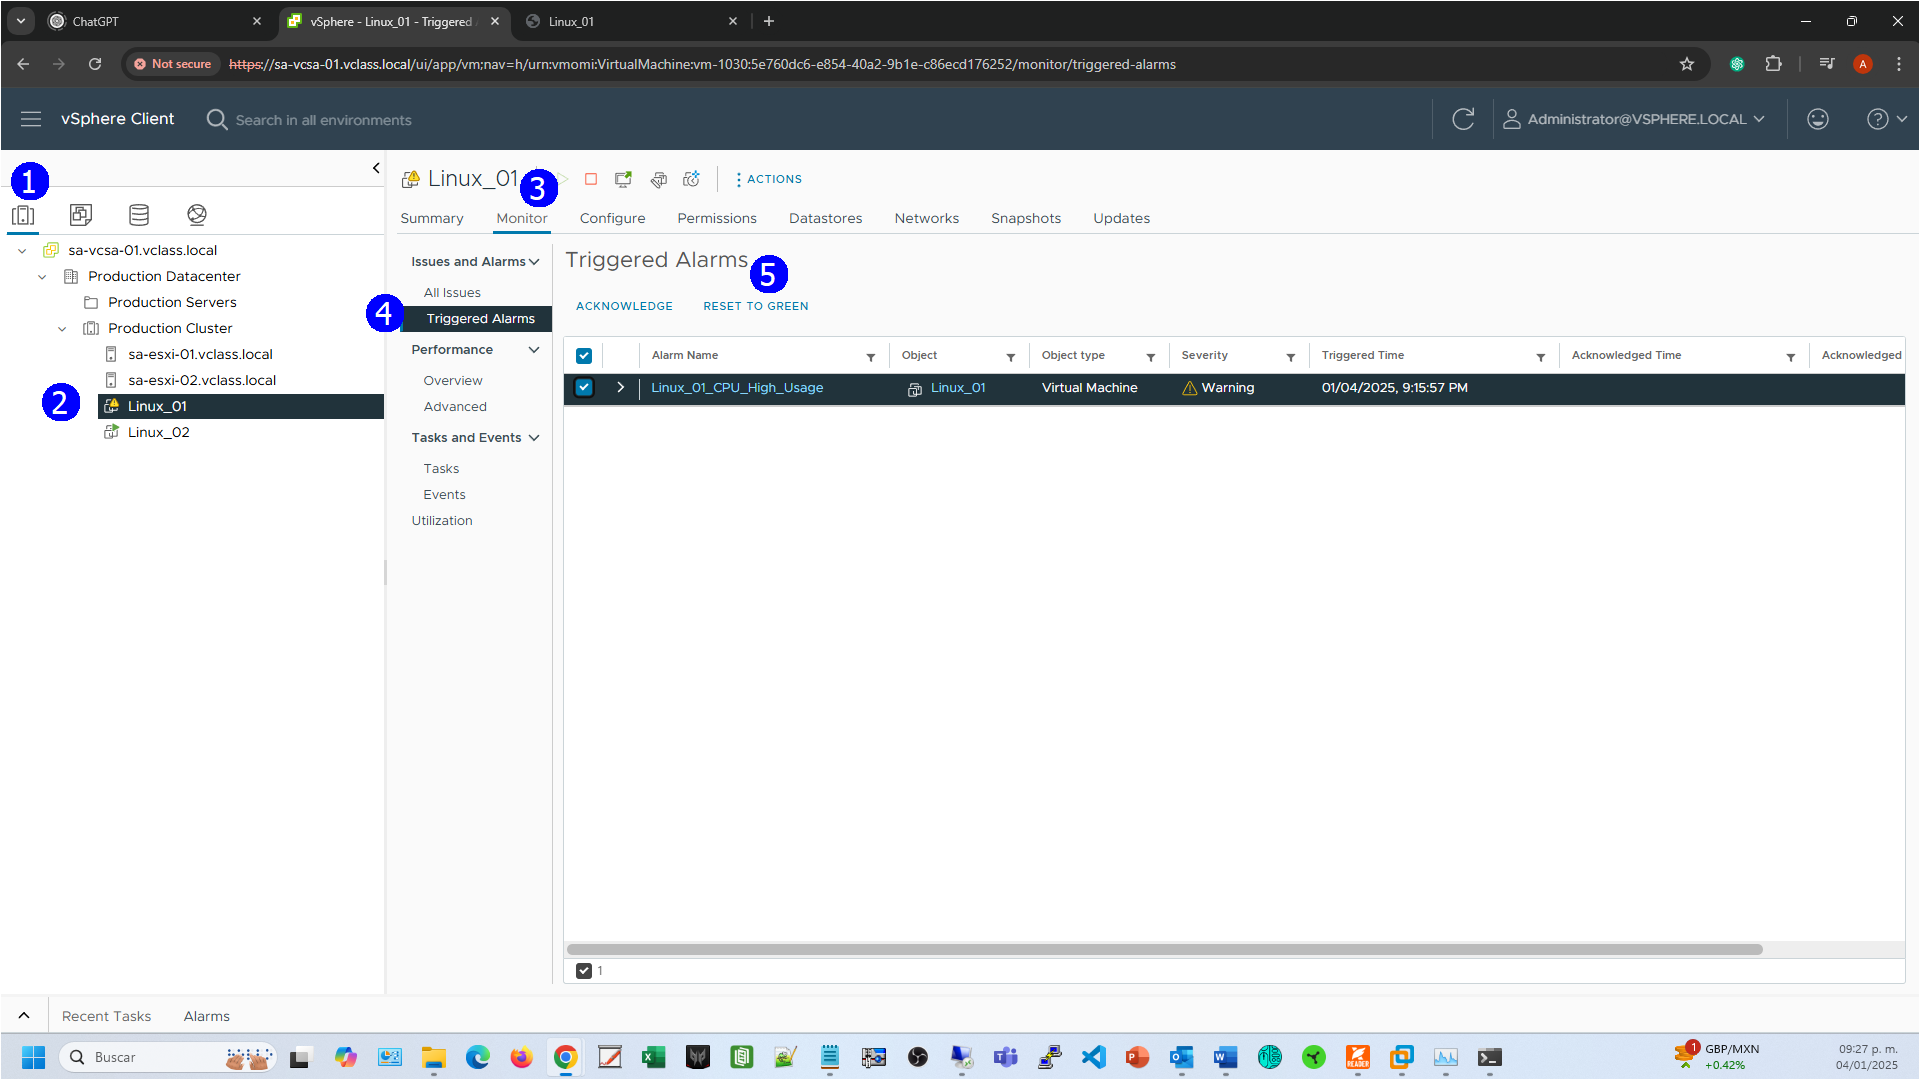 ChatGPT
vSphere - Linux_01 - Triggered
Linux_01
Not secure
https://sa-vcsa-01.vclass.local/ui/app/vm;nav=h/urn:vmomi:VirtualMachine:vm-1030:5e760dc6-e854-40a2-9b1e-c86ecd176252/monitor/triggered-alarms
A
vSphere Client
Search in all environments
Administrator@VSPHERE.LOCAL
1
Linux_01
3
ACTIONS
Summary
Monitor
Configure
Permissions
Datastores
Networks
Snapshots
Updates
sa-vcsa-01.vclass.local
Production Datacenter
Production Servers
Production Cluster
sa-esxi-01.vclass.local
sa-esxi-02.vclass.local
2
Linux_01
Linux_02
Issues and Alarms
All Issues
4
Triggered Alarms
Performance
Overview
Advanced
Tasks and Events
Tasks
Events
Utilization
Triggered Alarms
5
ACKNOWLEDGE
RESET TO GREEN
Alarm Name
Object
Object type
Severity
Triggered Time
Acknowledged Time
Acknowledged
Linux_01_CPU_High_Usage
Linux_01
Virtual Machine
Warning
01/04/2025, 9:15:57 PM
1
Recent Tasks
Alarms
Buscar
1
GBP/MXN
+0.42%
09:27 p. m.
04/01/2025